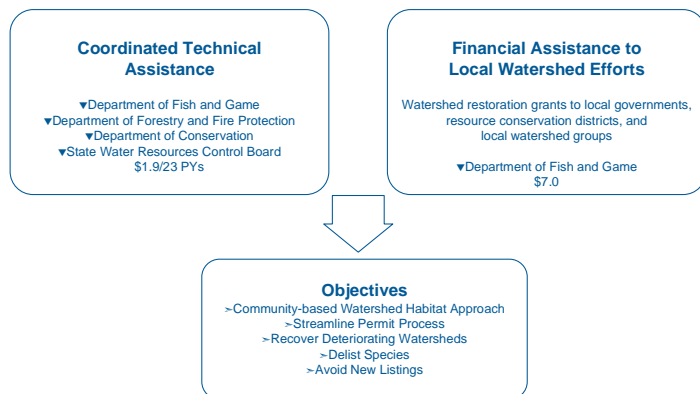 Coordinated Technical
Assistance
▼Department of Fish and Game
▼Department of Forestry and Fire Protection
▼Department of Conservation
▼State Water Resources Control Board
$1.9/23 PYs
Financial Assistance to
Local Watershed Efforts
Watershed restoration grants to local governments,
resource conservation districts, and
local watershed groups
▼Department of Fish and Game
$7.0
Objectives
➣Community-based Watershed Habitat Approach
➣Streamline Permit Process
➣Recover Deteriorating Watersheds
➣Delist Species
➣Avoid New Listings